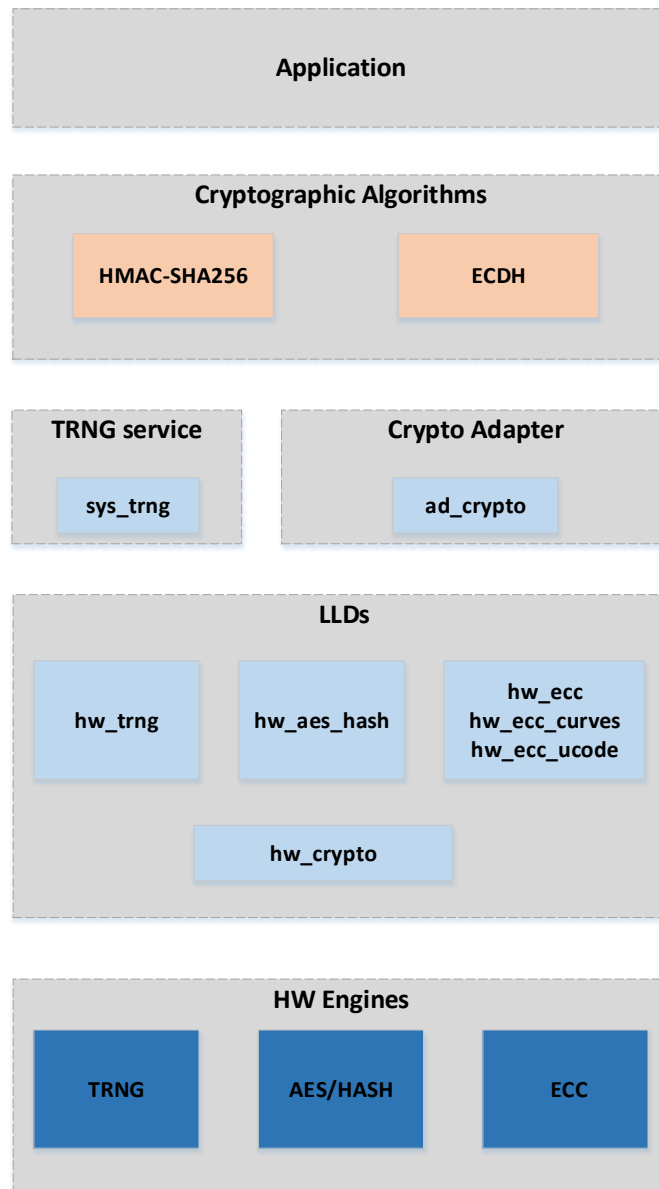 Application
Cryptographic Algorithms
HMAC-SHA256
ECDH
TRNG service
Crypto Adapter
sys_trng
ad_crypto
LLDs
hw_trng
hw_aes_hash
hw_ecc
hw_ecc_curves
hw_ecc_ucode
hw_crypto
HW Engines
TRNG
AES/HASH
ECC